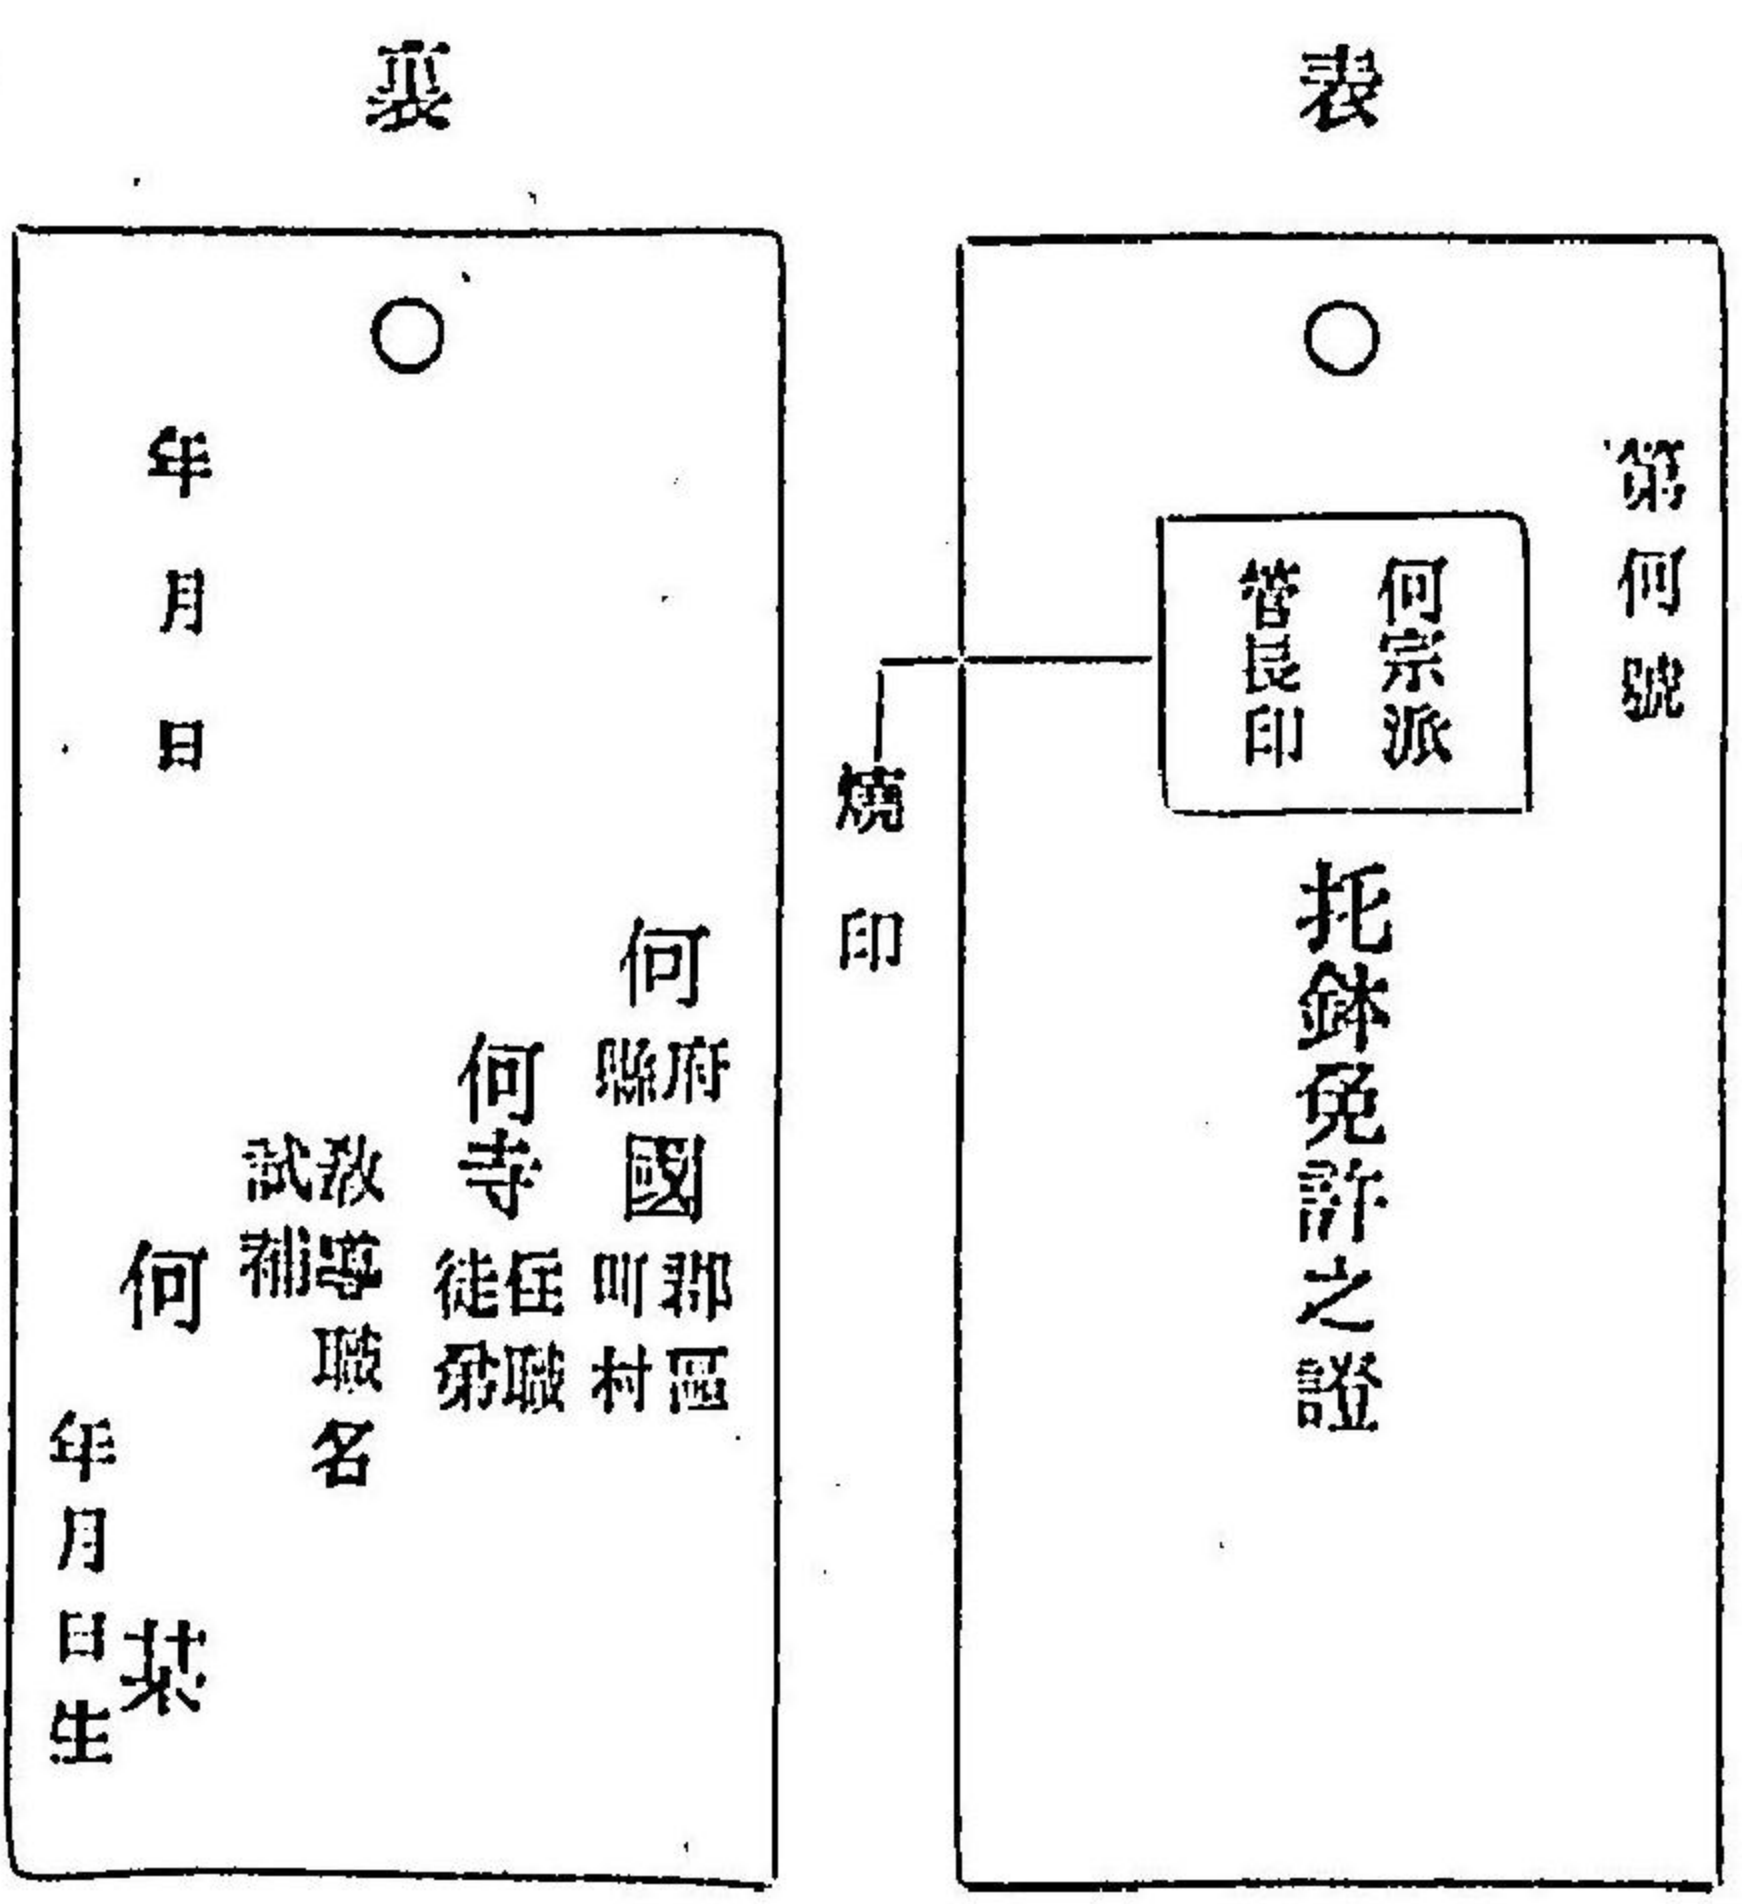 表
第何號
何宗派
管長印
托鉢免許之證
燒印
裏
何府縣國郡區町村
何寺住職徒弟
敎導職名
試補
何某
年月日生
年月日